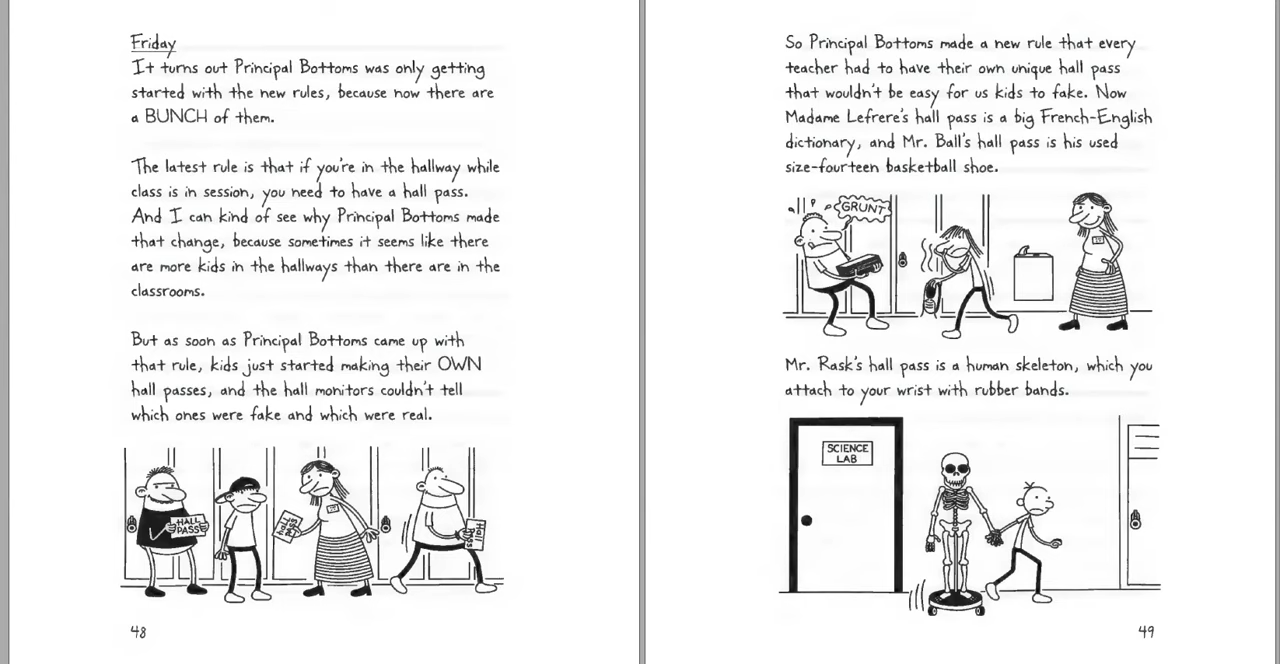 Friday
It turns out Principal Bottoms was only getting
started with the new rules, because now there are
a BUNCH of them.
The latest rule is that if you're in the hallway while
class is in session, you need to have a hall pass.
And I can kind of see why Principal Bottoms made
that change, because sometimes it seems like there
are more kids in the hallways than there are in the
classrooms.
But as soon as Principal Bottoms came up with
that rule, kids just started making their OWN
hall passes, and the hall monitors couldn't tell
which ones were fake and which were real.
HALL
PASS
Hall
Pass
Hall
Pass
48
So Principal Bottoms made a new rule that every
teacher had to have their own unique hall pass
that wouldn't be easy for us kids to fake. Now
Madame Lefrere's hall pass is a big French-English
dictionary, and Mr. Ball's hall pass is his used
size-fourteen basketball shoe.
GRUNT
Mr. Rask's hall pass is a human skeleton, which you
attach to your wrist with rubber bands.
SCIENCE
LAB
49